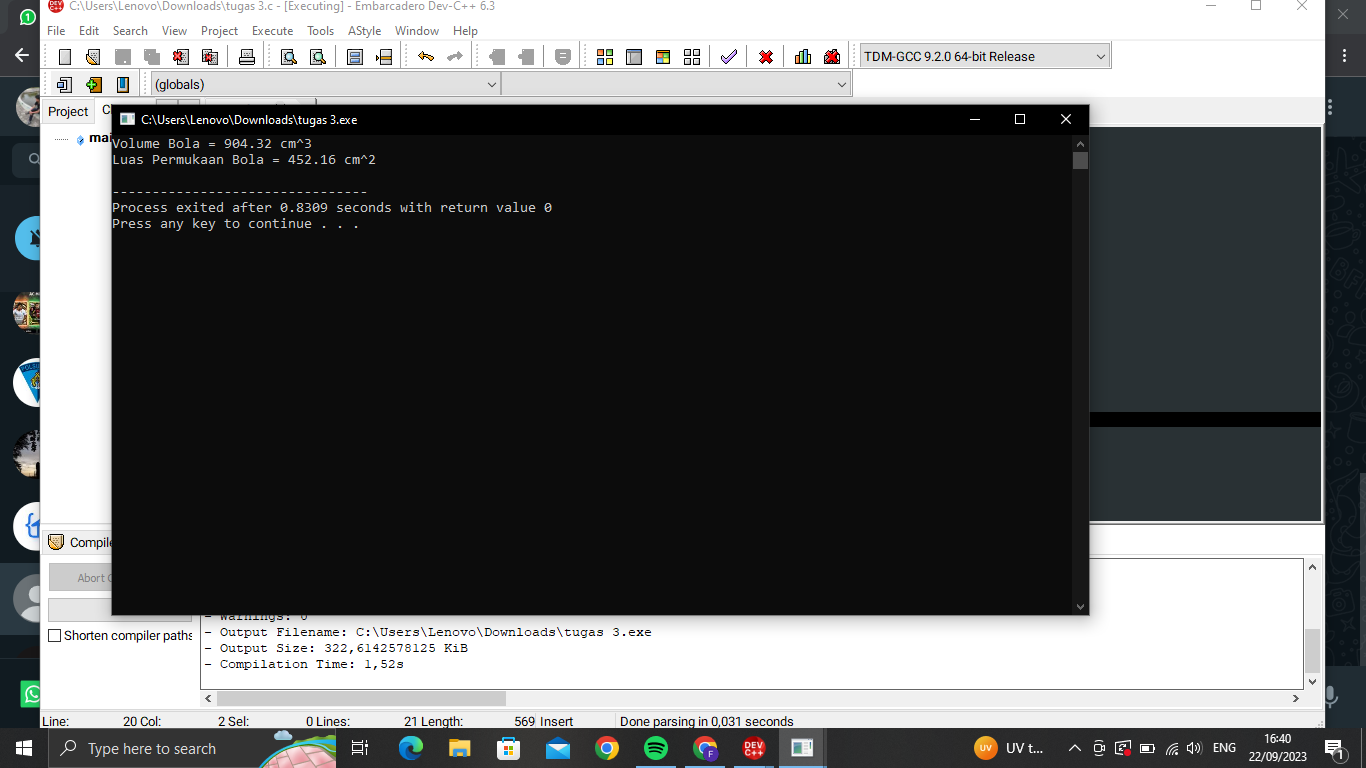 C:\Users\Lenovo\Downloads\tugas 3.c - [Executing] - Embarcadero Dev-C++ 6.3
File Edit Search View Project Execute Tools AStyle Window Help
TDM-GCC 9.2.0 64-bit Release
(globals)
Project
C:\Users\Lenovo\Downloads\tugas 3.exe
Volume Bola = 904.32 cm^3
Luas Permukaan Bola = 452.16 cm^2
--------------------------------
Process exited after 0.8309 seconds with return value 0
Press any key to continue . . .
Abort
Shorten compiler paths
- Warnings: 0
- Output Filename: C:\Users\Lenovo\Downloads\tugas 3.exe
- Output Size: 322,6142578125 KiB
- Compilation Time: 1,52s
Line: 20 Col: 2 Sel: 0 Lines: 21 Length: 569 Insert Done parsing in 0,031 seconds
Type here to search
DEV C++
UV UV t...
ENG
16:40
22/09/2023
1